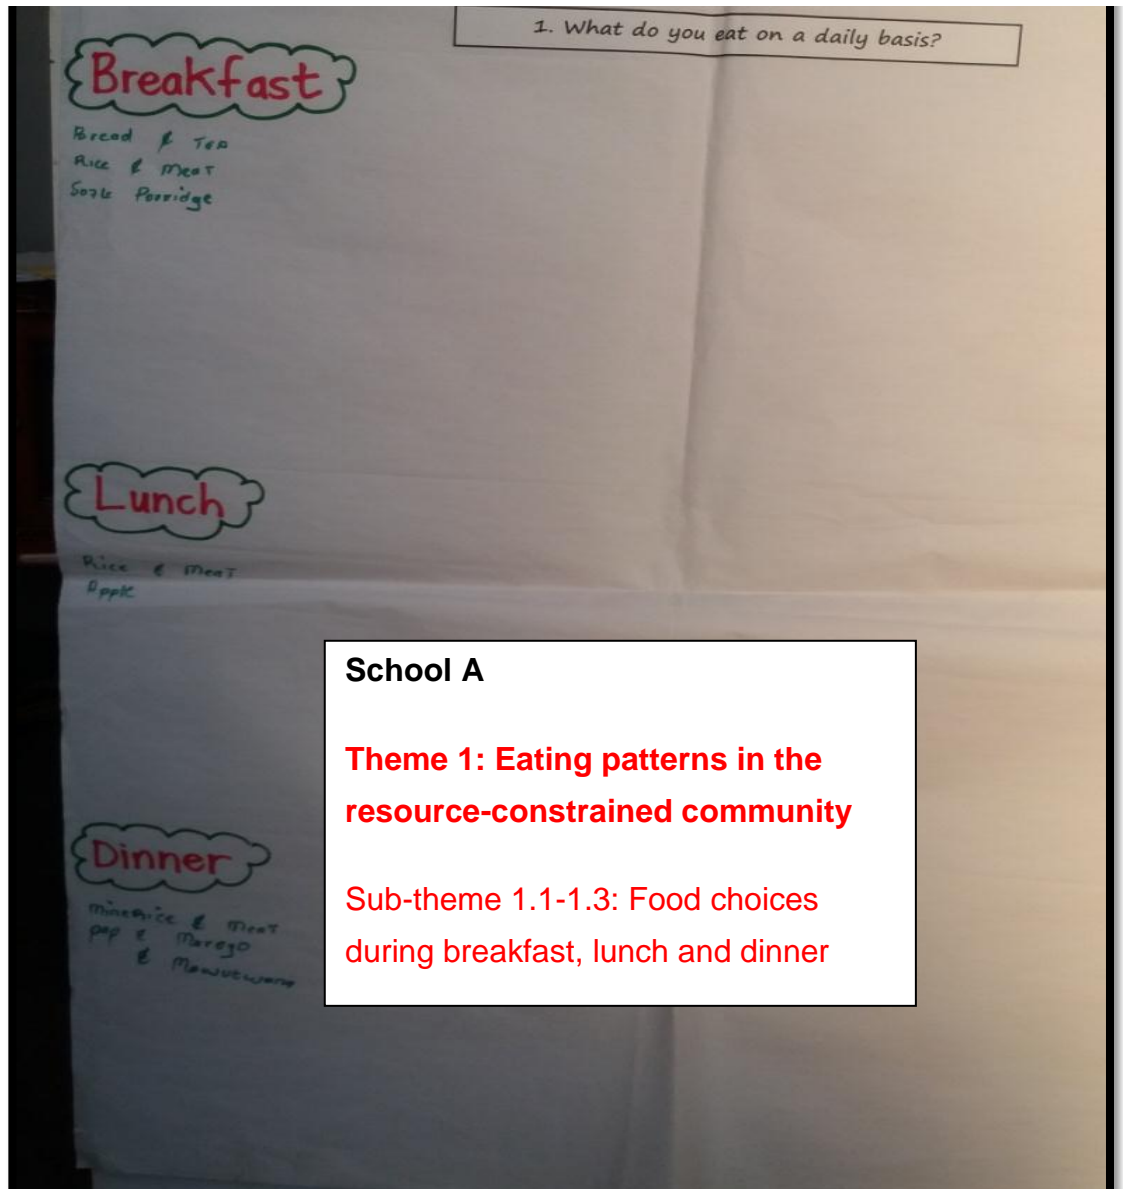 1. What do you eat on a daily basis?
Breakfast
Bread & Tea
Rice & Meat
Porridge
Lunch
Rice & Meat
Apple
Dinner
& Meat
pap & Marogo
&
School A
Theme 1: Eating patterns in the
resource-constrained community
Sub-theme 1.1-1.3: Food choices
during breakfast, lunch and dinner